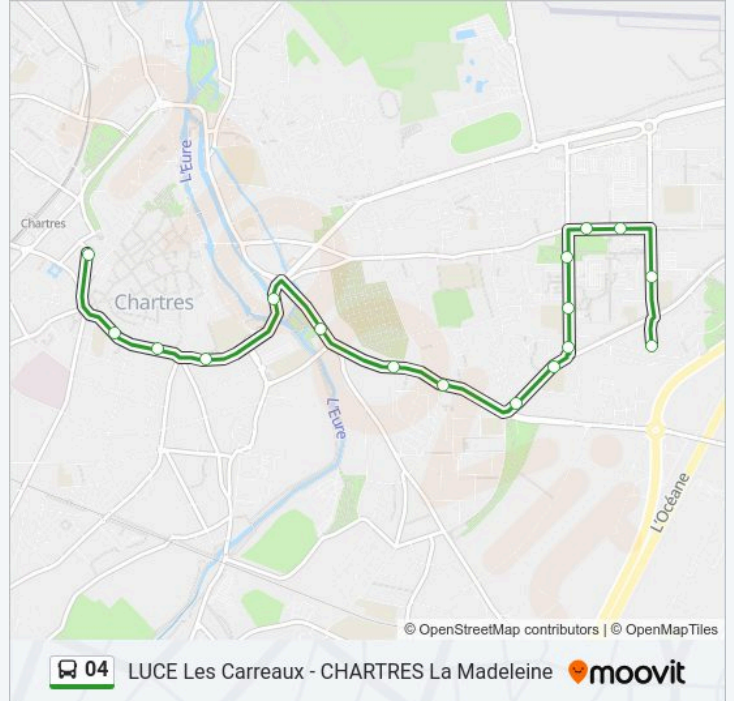 L'Eure
Chartres
Chartres
L'Eure
L'Océane
© OpenStreetMap contributors | © OpenMapTiles
04 LUCE Les Carreaux - CHARTRES La Madeleine moovit